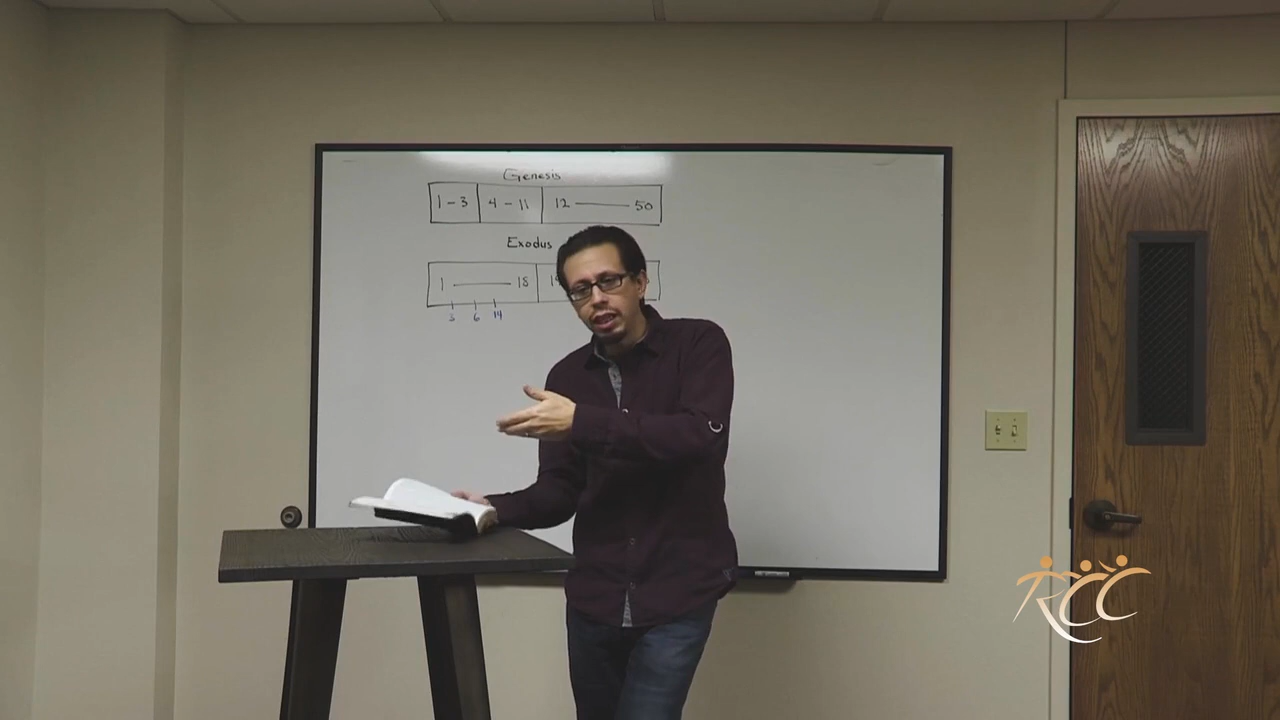 Genesis
1 - 3 4 - 11 12 — 50
Exodus
1 — 18
3 6 14
RCC